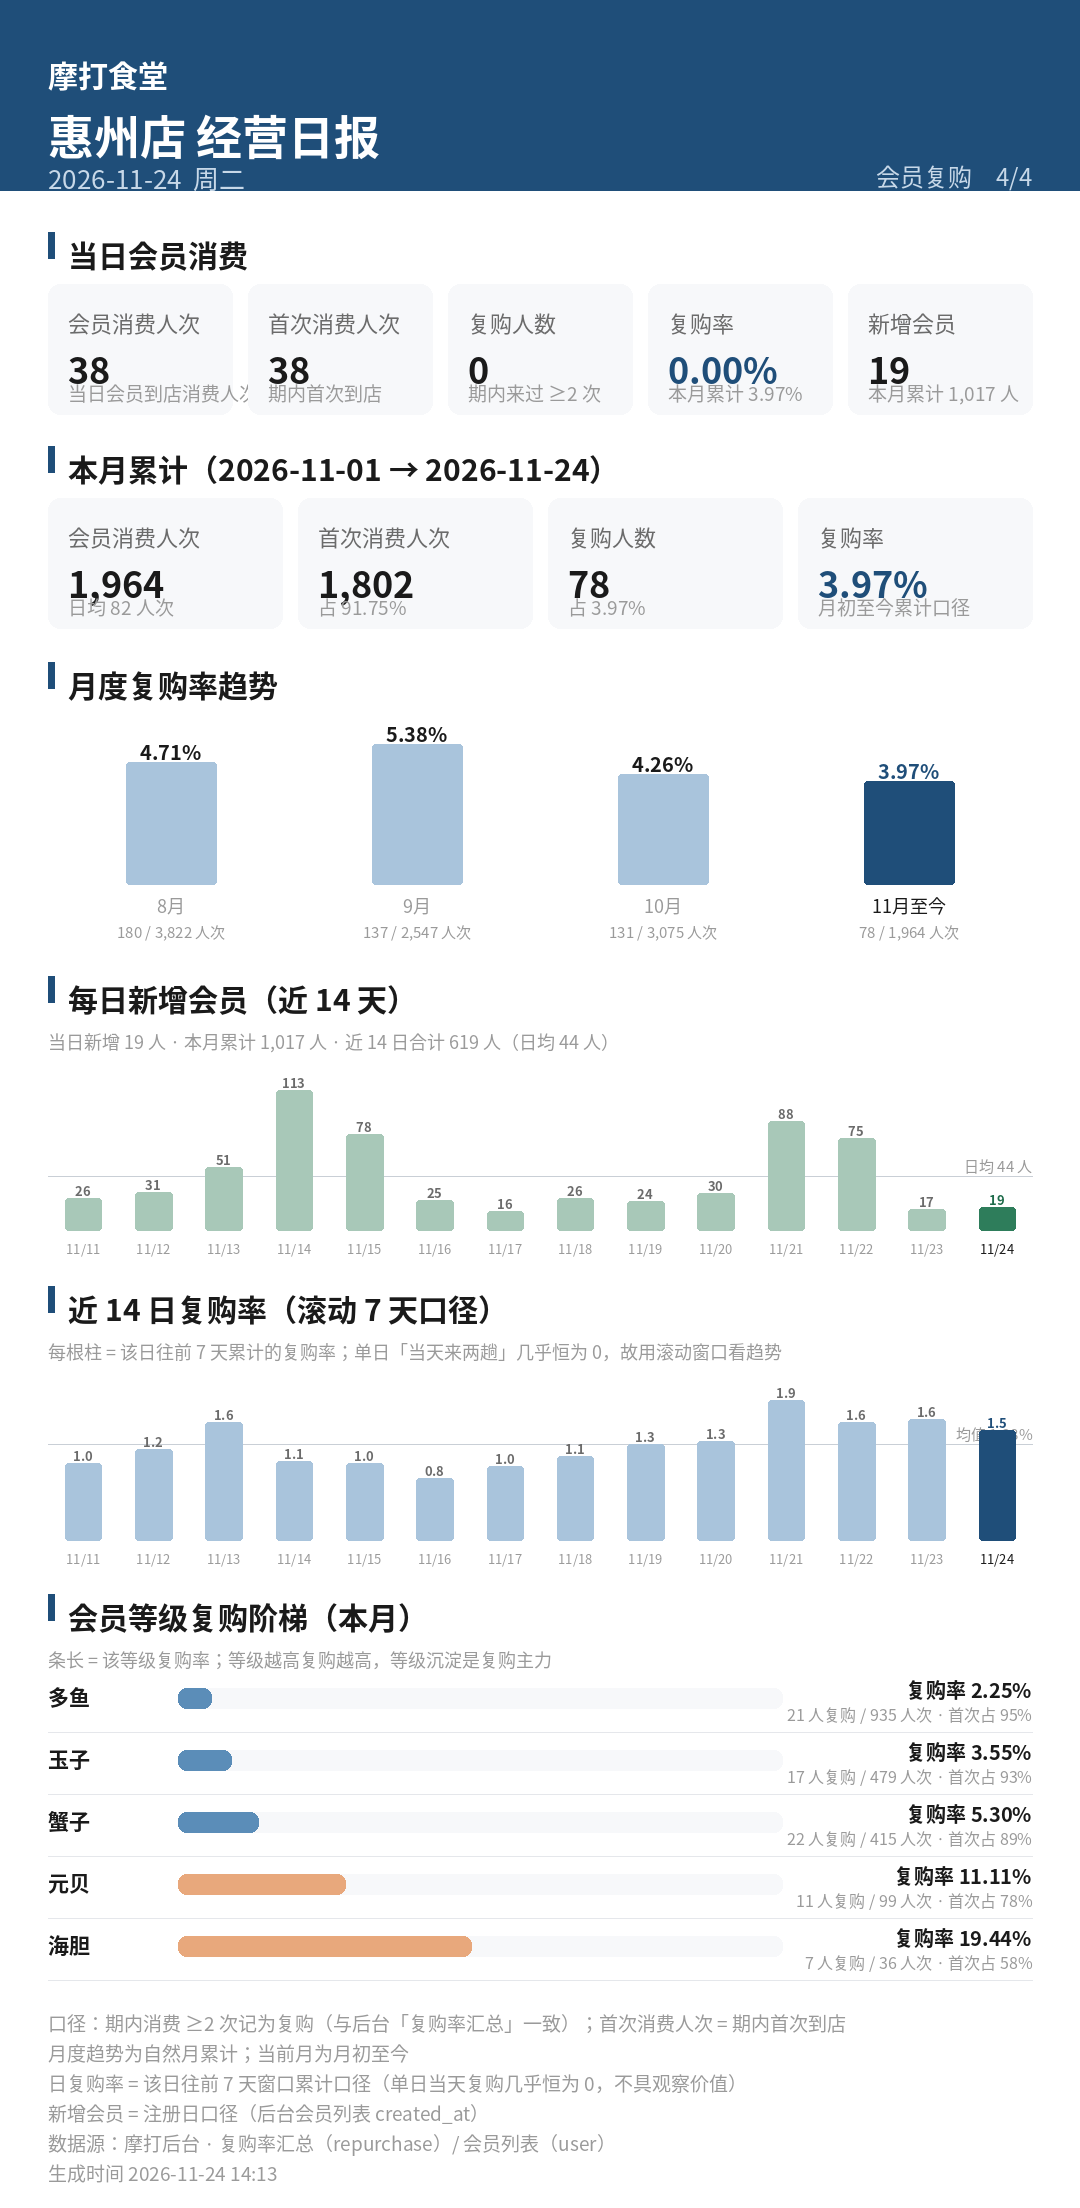 摩打食堂
惠州店 经营日报
2026-11-24 周二
会员复购 4/4
当日会员消费
会员消费人次
38
当日会员到店消费人次
首次消费人次
38
期内首次到店
复购人数
0
期内来过 ≥2 次
复购率
0.00%
本月累计 3.97%
新增会员
19
本月累计 1,017 人
本月累计（2026-11-01 → 2026-11-24）
会员消费人次
1,964
日均 82 人次
首次消费人次
1,802
占 91.75%
复购人数
78
占 3.97%
复购率
3.97%
月初至今累计口径
月度复购率趋势
4.71%
5.38%
4.26%
3.97%
8月
9月
10月
11月至今
180 / 3,822 人次
137 / 2,547 人次
131 / 3,075 人次
78 / 1,964 人次
每日新增会员（近 14 天）
当日新增 19 人 · 本月累计 1,017 人 · 近 14 日合计 619 人（日均 44 人）
26 31 51 113 78 25 16 26 24 30 88 75 17 19
日均 44 人
11/11 11/12 11/13 11/14 11/15 11/16 11/17 11/18 11/19 11/20 11/21 11/22 11/23 11/24
近 14 日复购率（滚动 7 天口径）
每根柱 = 该日往前 7 天累计的复购率；单日「当天来两趟」几乎恒为 0，故用滚动窗口看趋势
1.0 1.2 1.6 1.1 1.0 0.8 1.0 1.1 1.3 1.3 1.9 1.6 1.6 1.5
11/11 11/12 11/13 11/14 11/15 11/16 11/17 11/18 11/19 11/20 11/21 11/22 11/23 11/24
会员等级复购阶梯（本月）
条长 = 该等级复购率；等级越高复购越高，等级沉淀是复购主力
多鱼
复购率 2.25%
21 人复购 / 935 人次 · 首次占 95%
玉子
复购率 3.55%
17 人复购 / 479 人次 · 首次占 93%
蟹子
复购率 5.30%
22 人复购 / 415 人次 · 首次占 89%
元贝
复购率 11.11%
11 人复购 / 99 人次 · 首次占 78%
海胆
复购率 19.44%
7 人复购 / 36 人次 · 首次占 58%
口径：期内消费 ≥2 次记为复购（与后台「复购率汇总」一致）；首次消费人次 = 期内首次到店
月度趋势为自然月累计；当前月为月初至今
日复购率 = 该日往前 7 天窗口累计口径（单日当天复购几乎恒为 0，不具观察价值）
新增会员 = 注册日口径（后台会员列表 created_at）
数据源：摩打后台 · 复购率汇总（repurchase）/ 会员列表（user）
生成时间 2026-11-24 14:13